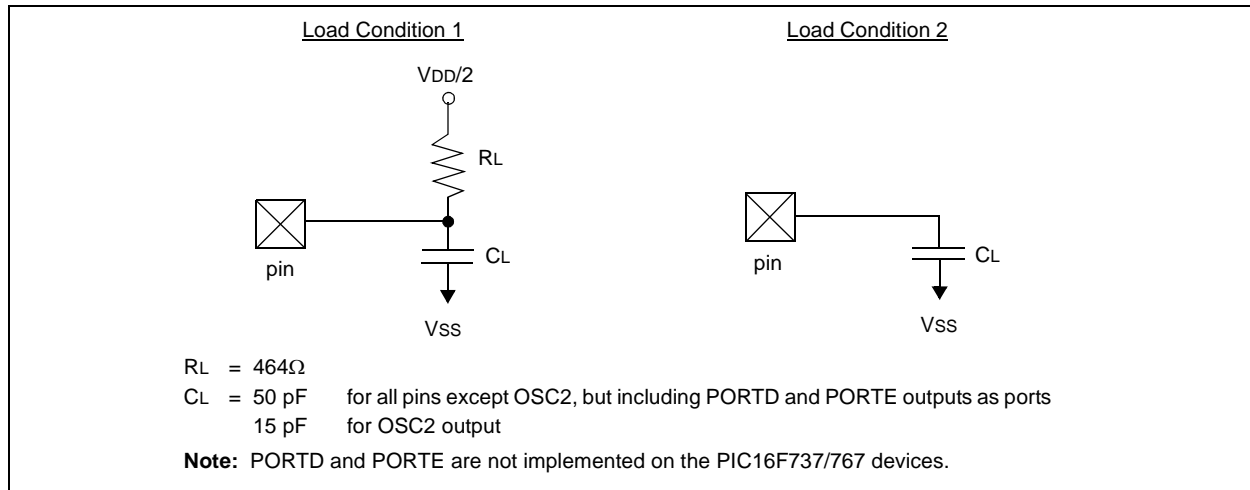 Load Condition 1
Load Condition 2
VDD/2
RL
pin
CL
VSS
pin
CL
VSS
RL = 464Ω
CL = 50 pF for all pins except OSC2, but including PORTD and PORTE outputs as ports
15 pF for OSC2 output
Note: PORTD and PORTE are not implemented on the PIC16F737/767 devices.